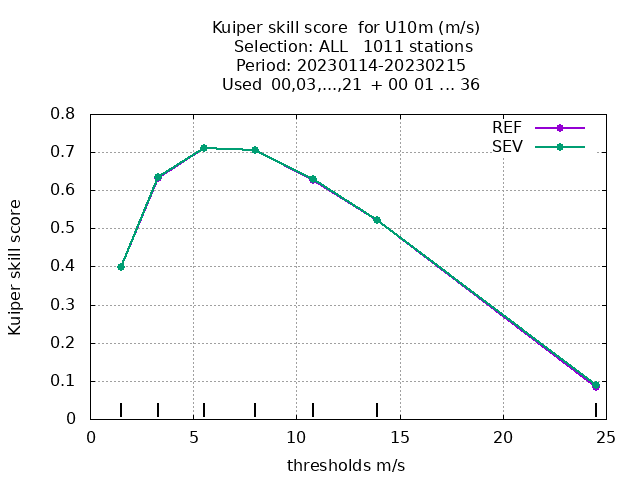 Kuiper skill score  for U10m (m/s)
Selection: ALL   1011 stations
Period: 20230114-20230215
Used  00,03,...,21  + 00 01 ... 36
REF
SEV
Kuiper skill score
0.8
0.7
0.6
0.5
0.4
0.3
0.2
0.1
0
0 5 10 15 20 25
thresholds m/s